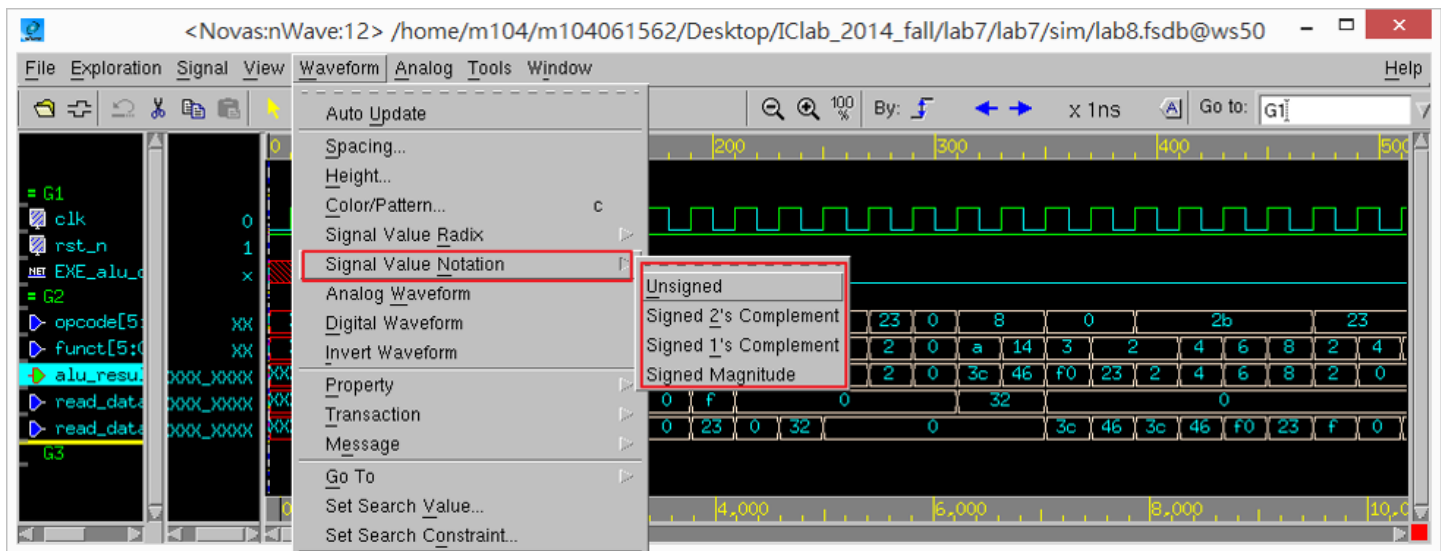 <Novas:nWave:12> /home/m104/m104061562/Desktop/IClab_2014_fall/lab7/lab7/sim/lab8.fsdb@ws50
File Exploration Signal View Waveform Analog Tools Window Help
100 % By: x 1ns Go to: G1
Auto Update
Spacing...
Height...
Color/Pattern... c
Signal Value Radix
Signal Value Notation
Analog Waveform
Digital Waveform
Invert Waveform
Property
Transaction
Message
Go To
Set Search Value...
Set Search Constraint...
Unsigned
Signed 2's Complement
Signed 1's Complement
Signed Magnitude
0 200 300 400 500
= G1
clk 0
rst_n 1
NET EXE_alu_ x
= G2
opcode[5: XX 23 0 8 0 2b 23
funct[5:0 XX 2 0 a 14 3 2 4 6 8 2 4
alu_resu XXX_XXXX 2 0 3c 46 f0 23 2 4 6 8 2 0
read_data XXX_XXXX 0 f 0 32 0
read_data XXX_XXXX 0 23 0 32 0 3c 46 3c 46 f0 23 f 0
G3
0 4,000 6,000 8,000 10,0